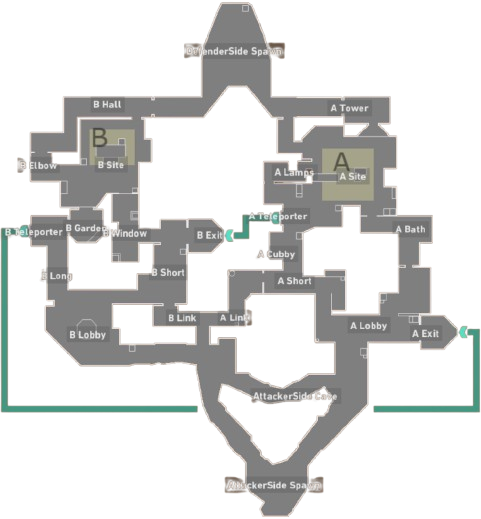 DefenderSide Spawn
B Hall
A Tower
B
A
B Elbow
B Site
A Lamps
A Site
A Teleporter
B Teleporter
B Garden
B Window
B Exit
A Bath
A Cubby
B Long
B Short
A Short
B Link
A Link
A Lobby
A Exit
B Lobby
AttackerSide Cave
AttackerSide Spawn